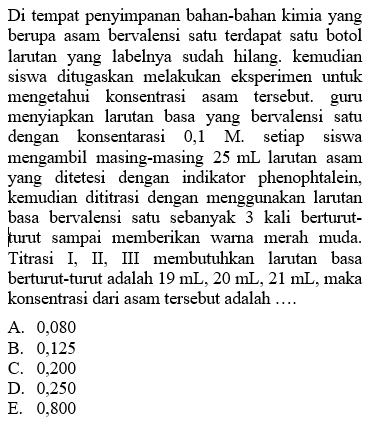 Di tempat penyimpanan bahan-bahan kimia yang
berupa asam bervalensi satu terdapat satu botol
larutan yang labelnya sudah hilang. kemudian
siswa ditugaskan melakukan eksperimen untuk
mengetahui konsentrasi asam tersebut. guru
menyiapkan larutan basa yang bervalensi satu
dengan konsentarasi 0,1 M. setiap siswa
mengambil masing-masing 25 mL larutan asam
yang ditetesi dengan indikator phenophtalein,
kemudian dititrasi dengan menggunakan larutan
basa bervalensi satu sebanyak 3 kali berturut-
turut sampai memberikan warna merah muda.
Titrasi I, II, III membutuhkan larutan basa
berturut-turut adalah 19 mL, 20 mL, 21 mL, maka
konsentrasi dari asam tersebut adalah ....
A. 0,080
B. 0,125
C. 0,200
D. 0,250
E. 0,800